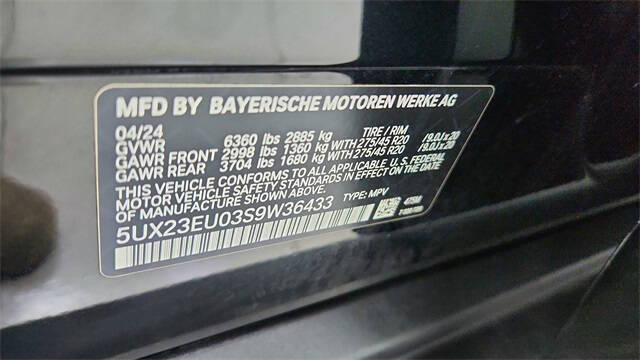 MFD BY BAYERISCHE MOTOREN WERKE AG
04/24 TIRE / RIM
GVWR 6360 lbs 2885 kg
GAWR FRONT 2998 lbs 1360 kg WITH 275/45 R20 /9.0Jx20
GAWR REAR 3704 lbs 1680 kg WITH 275/45 R20 /9.0Jx20
THIS VEHICLE CONFORMS TO ALL APPLICABLE U.S. FEDERAL
MOTOR VEHICLE SAFETY STANDARDS IN EFFECT ON THE
DATE OF MANUFACTURE SHOWN ABOVE.
5UX23EU03S9W36433 TYPE: MPV